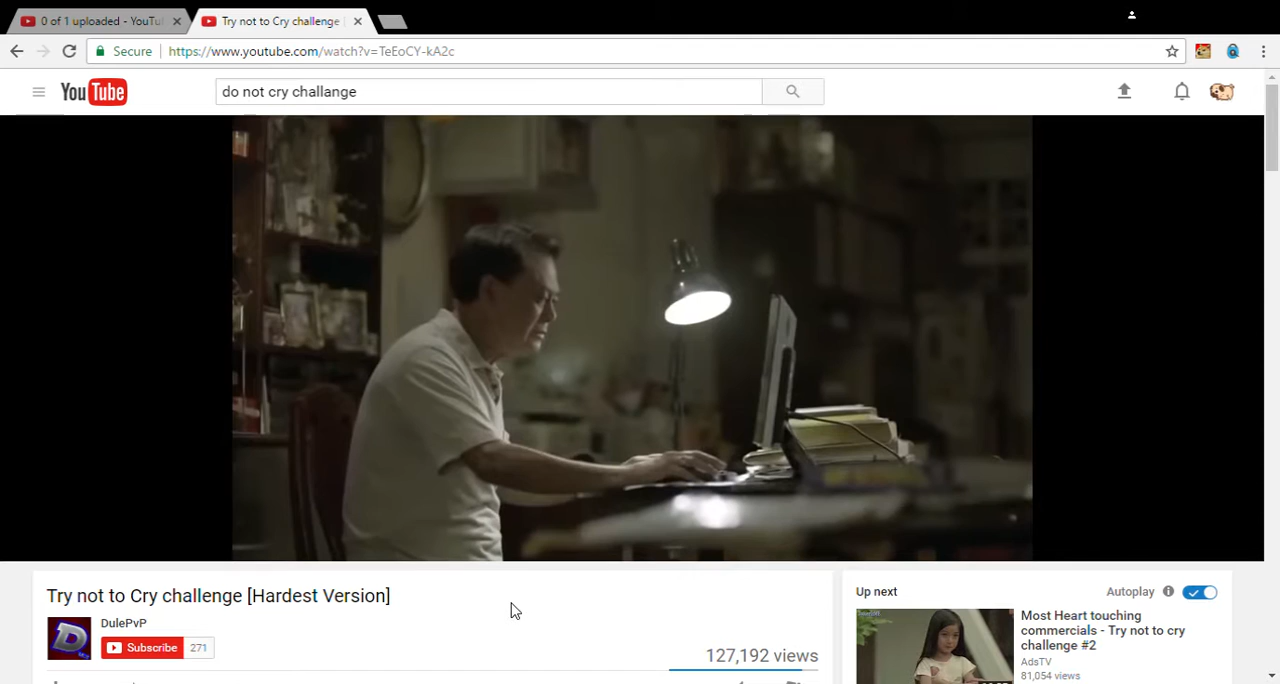 0 of 1 uploaded - YouTu
Try not to Cry challenge
Secure
https://www.youtube.com/watch?v=TeEoCY-kA2c
YouTube
do not cry challange
Try not to Cry challenge [Hardest Version]
DulePvP
Subscribe 271
127,192 views
Up next
Autoplay
Most Heart touching
commercials - Try not to cry
challenge #2
AdsTV
81,054 views